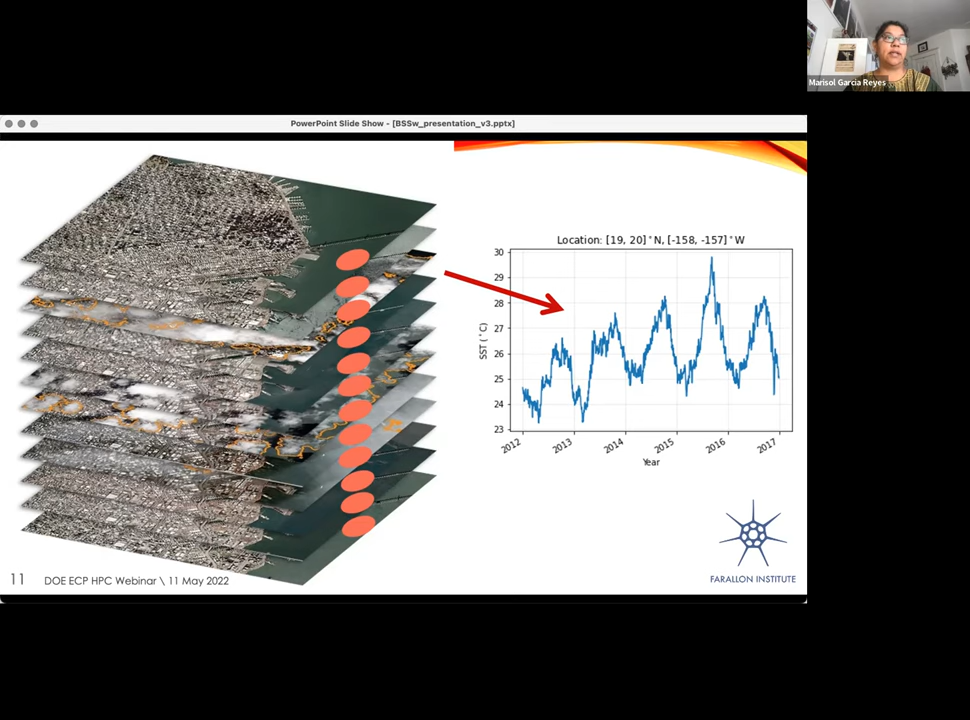 Marisol Garcia Reyes
PowerPoint Slide Show - [BSSw_presentation_v3.pptx]
Location: [19, 20]°N, [-158, -157]°W
30
29
28
27
26
25
24
23
SST (°C)
2012
2013
2014
2015
2016
2017
Year
11
DOE ECP HPC Webinar \ 11 May 2022
FARALLON INSTITUTE